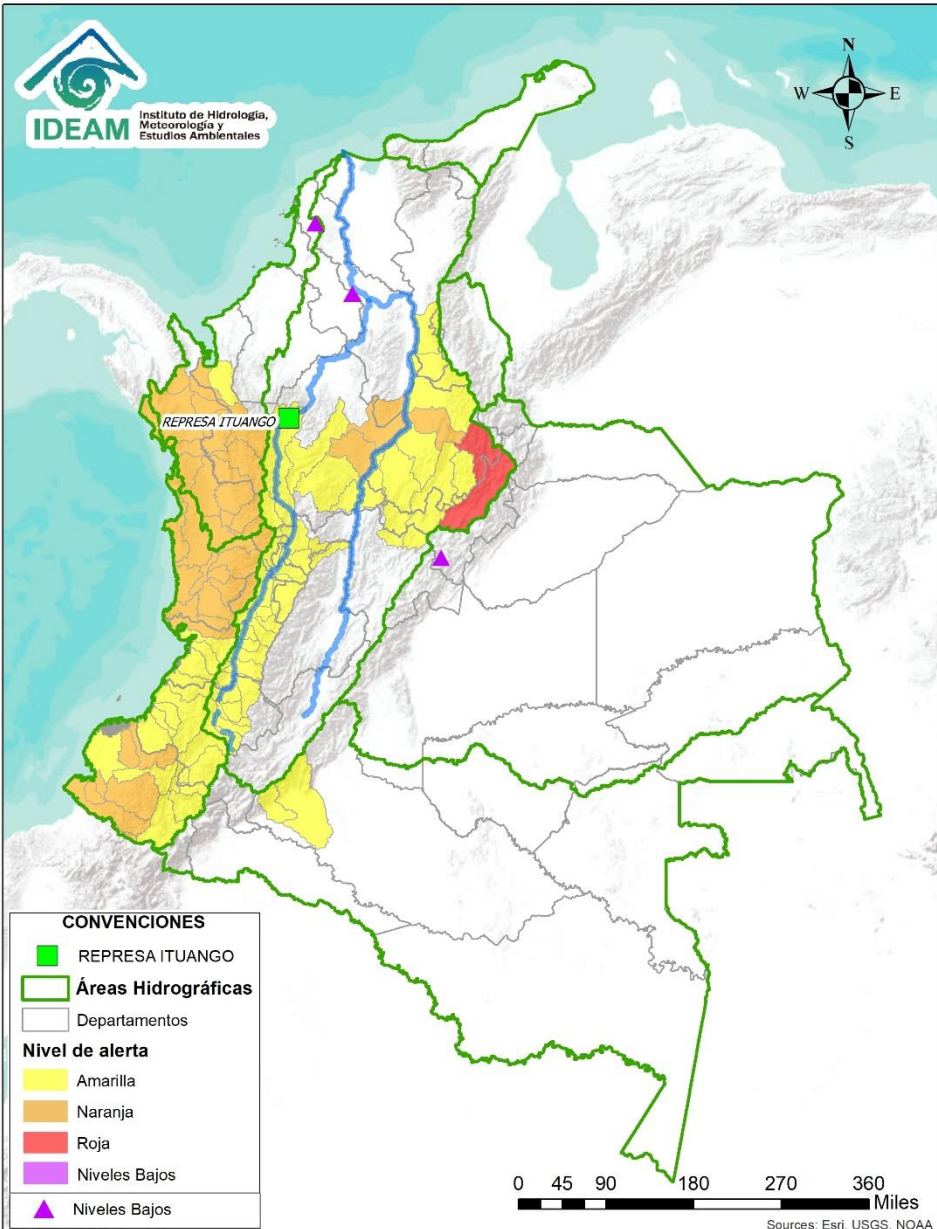 IDEAM
Instituto de Hidrología,
Meteorología y
Estudios Ambientales
N
W
E
S
REPRESA ITUANGO
CONVENCIONES
REPRESA ITUANGO
Áreas Hidrográficas
Departamentos
Nivel de alerta
Amarilla
Naranja
Roja
Niveles Bajos
Niveles Bajos
0 45 90 180 270 360
Miles
Sources: Esri, USGS, NOAA